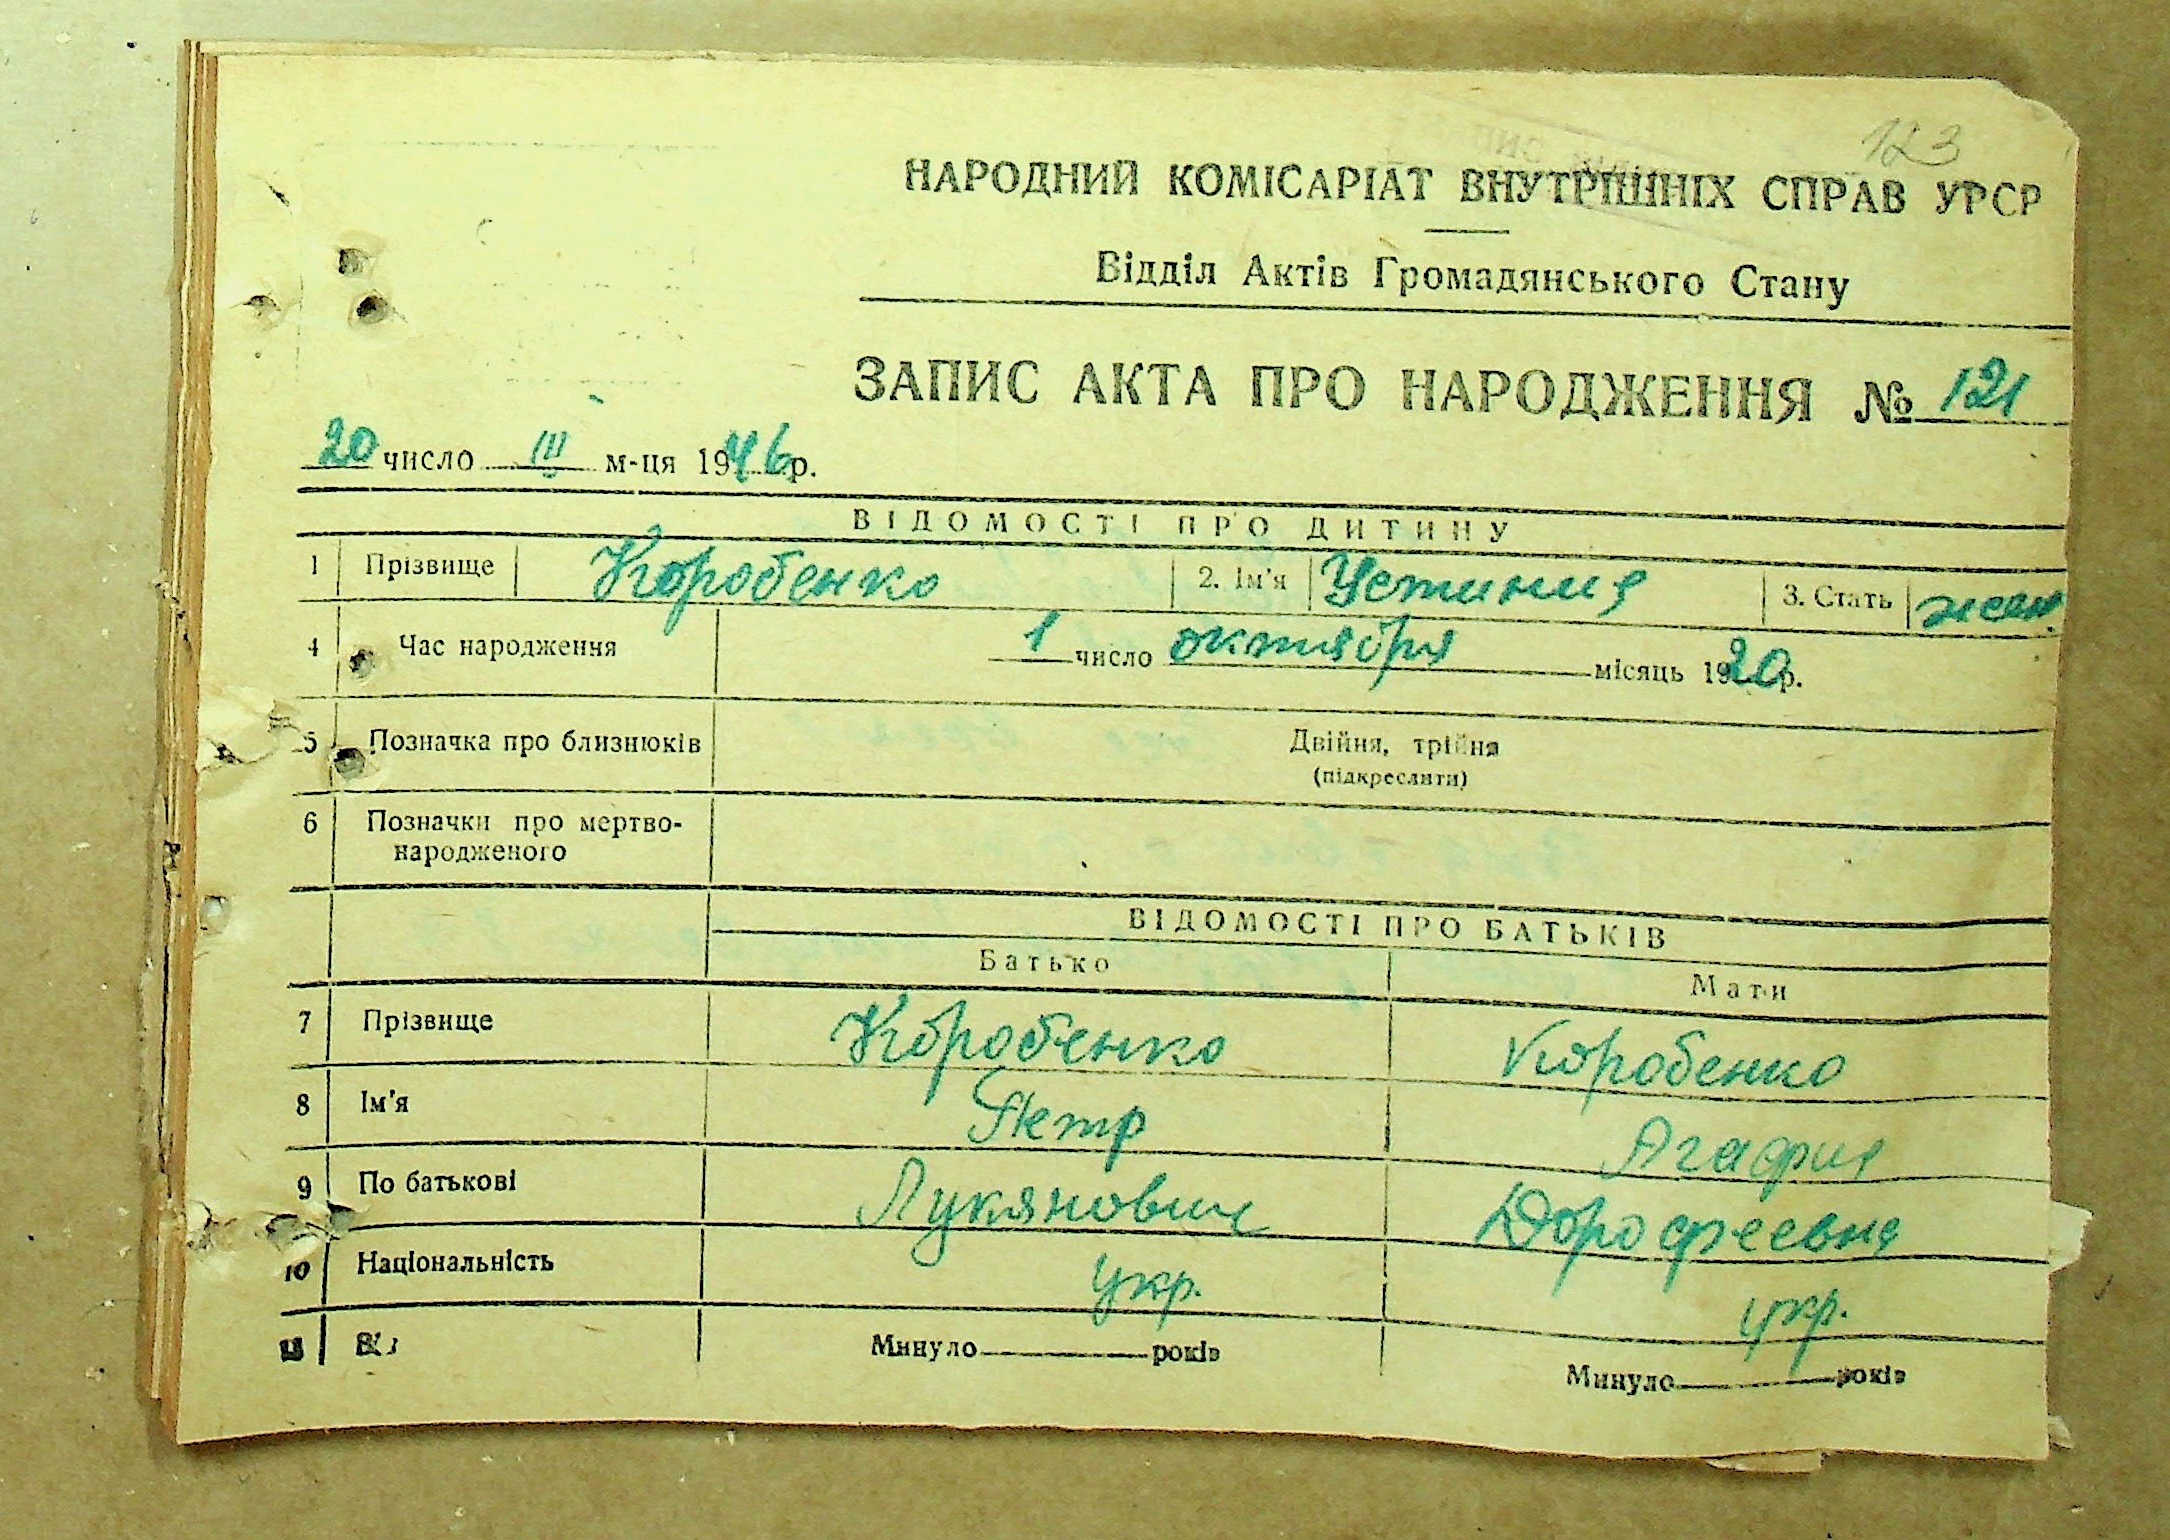 123
НАРОДНИЙ КОМІСАРІАТ ВНУТРІШНІХ СПРАВ УРСР
Відділ Актів Громадянського Стану
ЗАПИС АКТА ПРО НАРОДЖЕННЯ № 121
20 число III м-ця 1946 р.
ВІДОМОСТІ ПРО ДИТИНУ
1 Прізвище Коробенко 2. Ім'я Устиния 3. Стать жен.
4 Час народження 1 число октября місяць 1920 р.
5 Позначка про близнюків Двійня, трійня
(підкреслити)
6 Позначки про мертво-
народженого
ВІДОМОСТІ ПРО БАТЬКІВ
Батько Мати
7 Прізвище Коробенко Коробенко
8 Ім'я Петр Агафия
9 По батькові Лукянович Дорофеевна
10 Національність Укр. укр.
11 Минуло років Минуло років